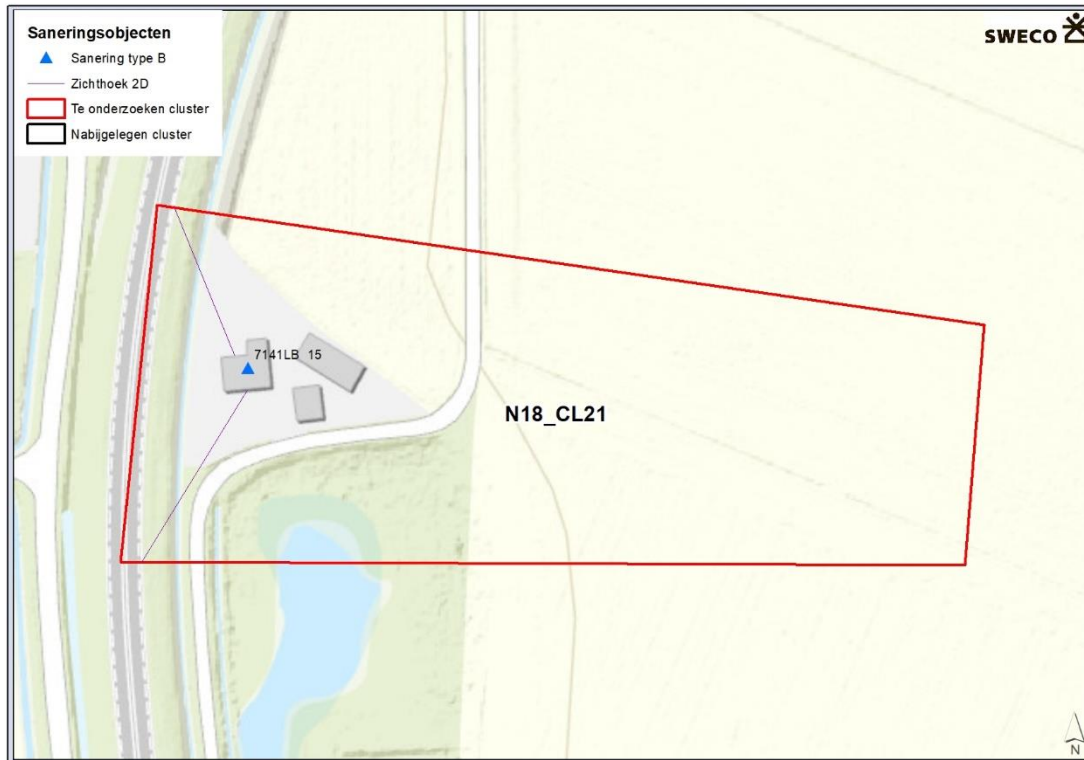 Saneringsobjecten
Sanering type B
Zichthoek 2D
Te onderzoeken cluster
Nabijgelegen cluster
SWECO
7141LB_15
N18_CL21
N